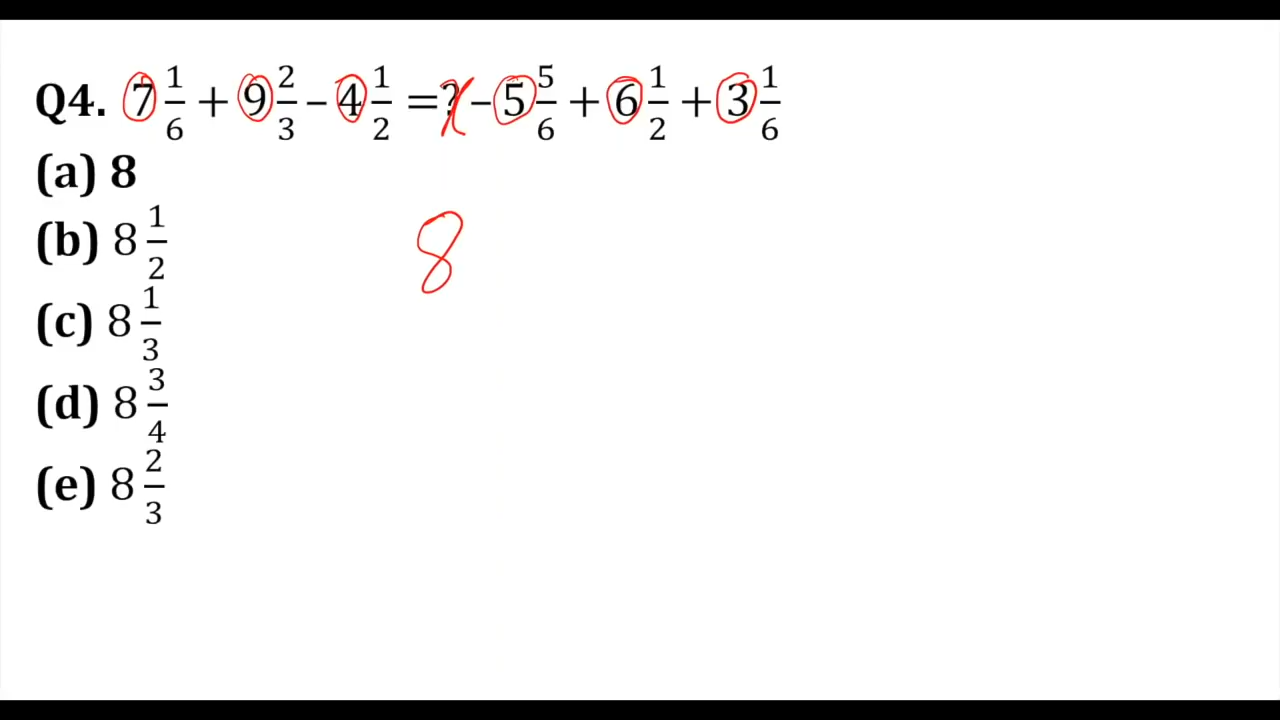 Q4. 7 1/6 + 9 2/3 – 4 1/2 = ? – 5 5/6 + 6 1/2 + 3 1/6
(a) 8
(b) 8 1/2
8
(c) 8 1/3
(d) 8 3/4
(e) 8 2/3